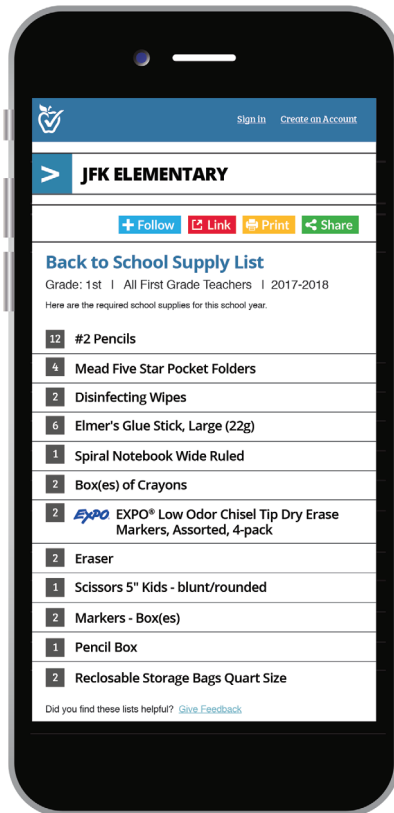 Sign in Create an Account
> JFK ELEMENTARY
+ Follow Link Print Share
Back to School Supply List
Grade: 1st | All First Grade Teachers | 2017-2018
Here are the required school supplies for this school year.
12 #2 Pencils
4 Mead Five Star Pocket Folders
2 Disinfecting Wipes
6 Elmer's Glue Stick, Large (22g)
1 Spiral Notebook Wide Ruled
2 Box(es) of Crayons
2 EXPO EXPO® Low Odor Chisel Tip Dry Erase
Markers, Assorted, 4-pack
2 Eraser
1 Scissors 5" Kids - blunt/rounded
2 Markers - Box(es)
1 Pencil Box
2 Reclosable Storage Bags Quart Size
Did you find these lists helpful? Give Feedback